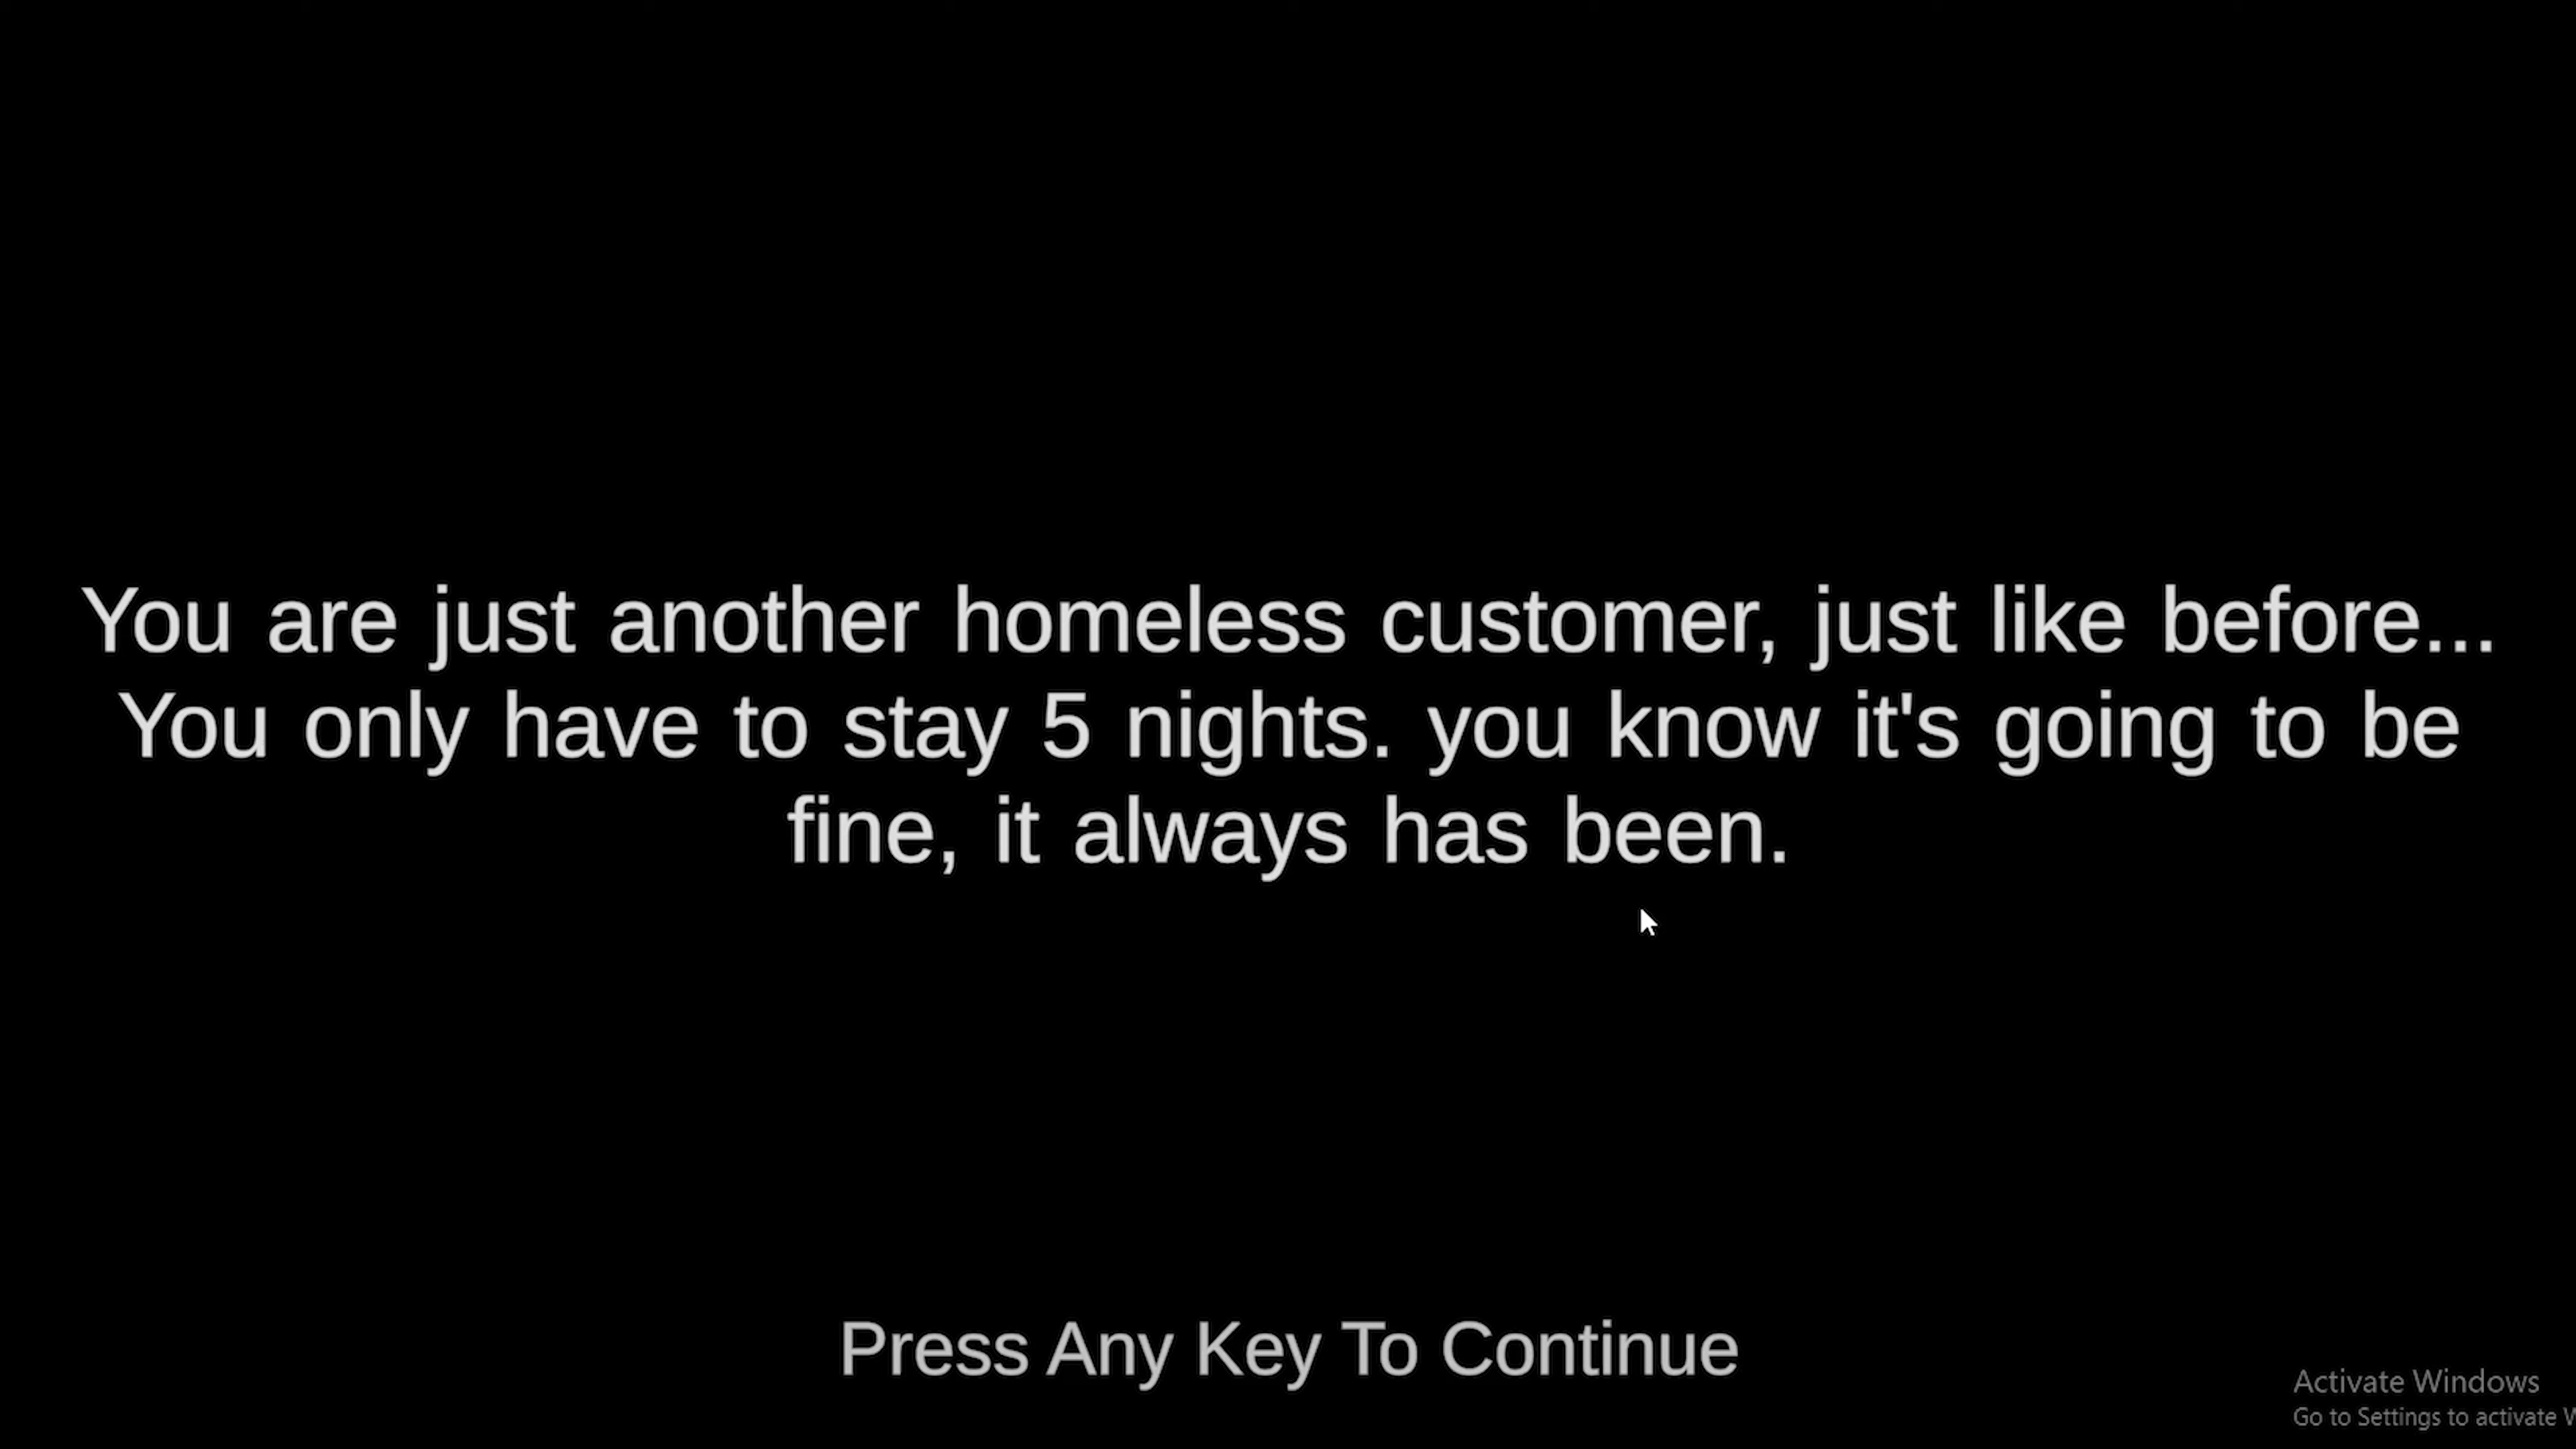 You are just another homeless customer, just like before...
You only have to stay 5 nights. you know it's going to be
fine, it always has been.
Press Any Key To Continue
Activate Windows
Go to Settings to activate